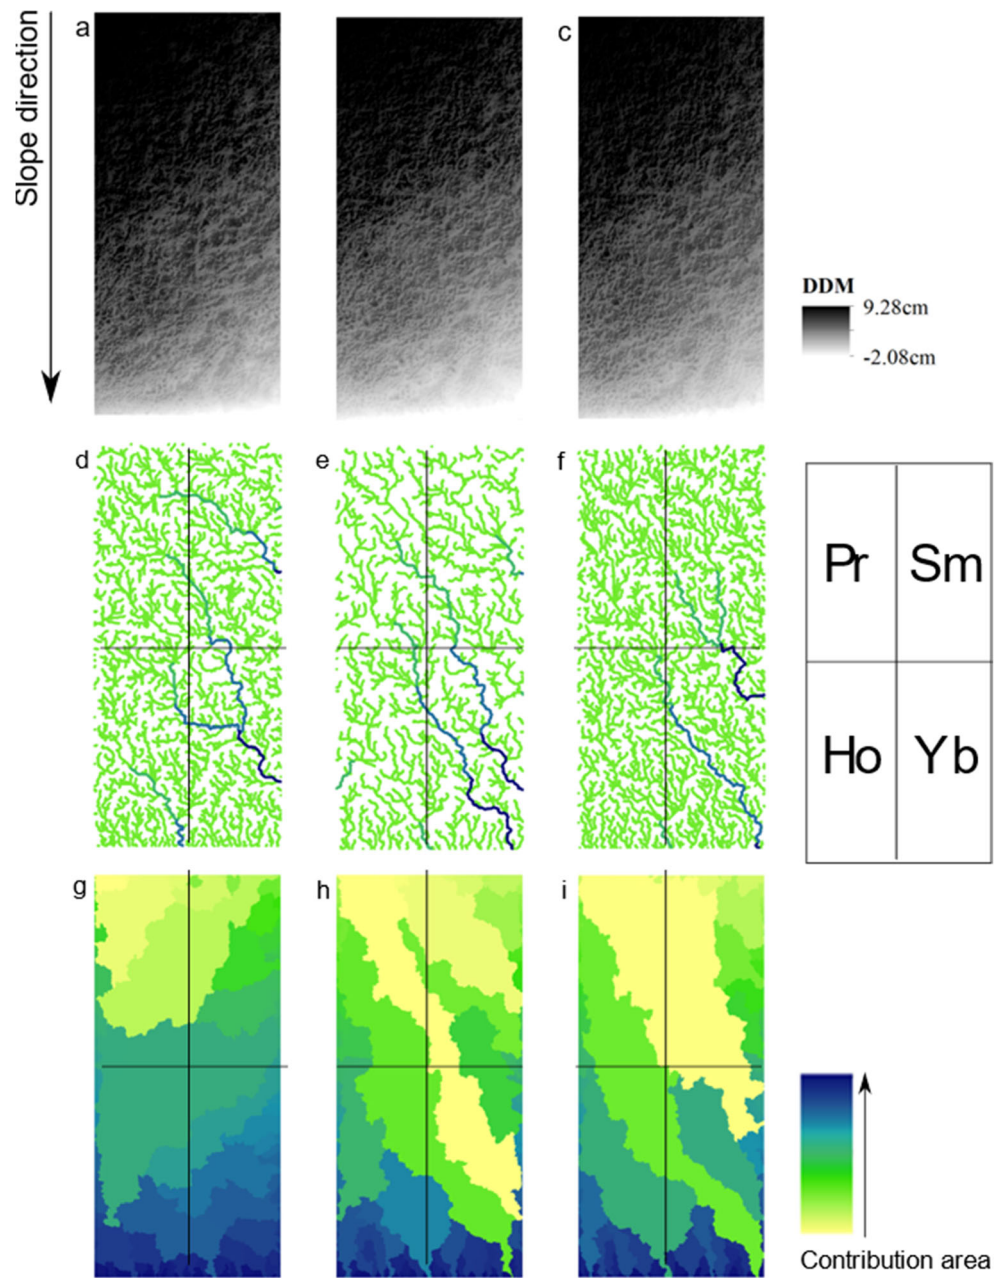 Slope direction
a
c
DDM
9.28cm
-2.08cm
d
e
f
Pr
Sm
Ho
Yb
g
h
i
Contribution area